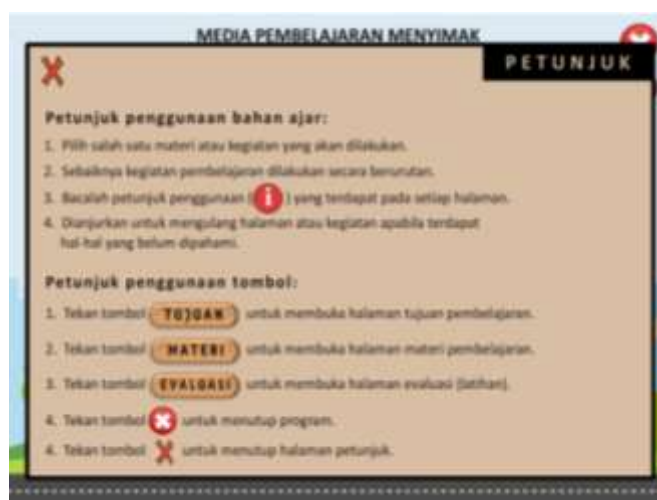 MEDIA PEMBELAJARAN MENYIMAK
PETUNJUK
Petunjuk penggunaan bahan ajar:
1. Pilih salah satu materi atau kegiatan yang akan dilakukan.
2. Sebaiknya kegiatan pembelajaran dilakukan secara berurutan.
3. Bacalah petunjuk penggunaan ( i ) yang terdapat pada setiap halaman.
4. Dianjurkan untuk mengulang halaman atau kegiatan apabila terdapat
hal-hal yang belum dipahami.
Petunjuk penggunaan tombol:
1. Tekan tombol TUJUAN untuk membuka halaman tujuan pembelajaran.
2. Tekan tombol MATERI untuk membuka halaman materi pembelajaran.
3. Tekan tombol EVALUASI untuk membuka halaman evaluasi (latihan).
4. Tekan tombol untuk menutup program.
4. Tekan tombol untuk menutup halaman petunjuk.